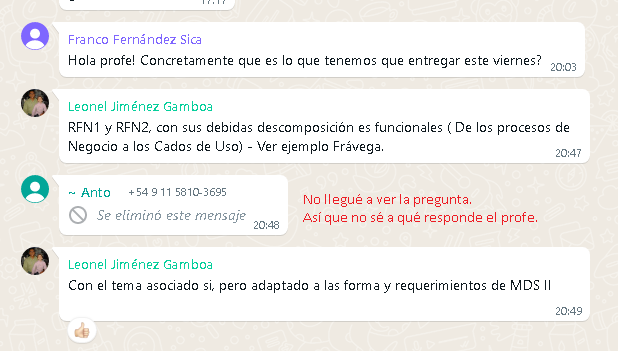 17:17
Franco Fernández Sica
Hola profe! Concretamente que es lo que tenemos que entregar este viernes?
20:03
Leonel Jiménez Gamboa
RFN1 y RFN2, con sus debidas descomposición es funcionales ( De los procesos de
Negocio a los Cados de Uso) - Ver ejemplo Frávega.
20:47
~ Anto +54 9 11 5810-3695
Se eliminó este mensaje
20:48
No llegué a ver la pregunta.
Así que no sé a qué responde el profe.
Leonel Jiménez Gamboa
Con el tema asociado si, pero adaptado a las forma y requerimientos de MDS II
20:49